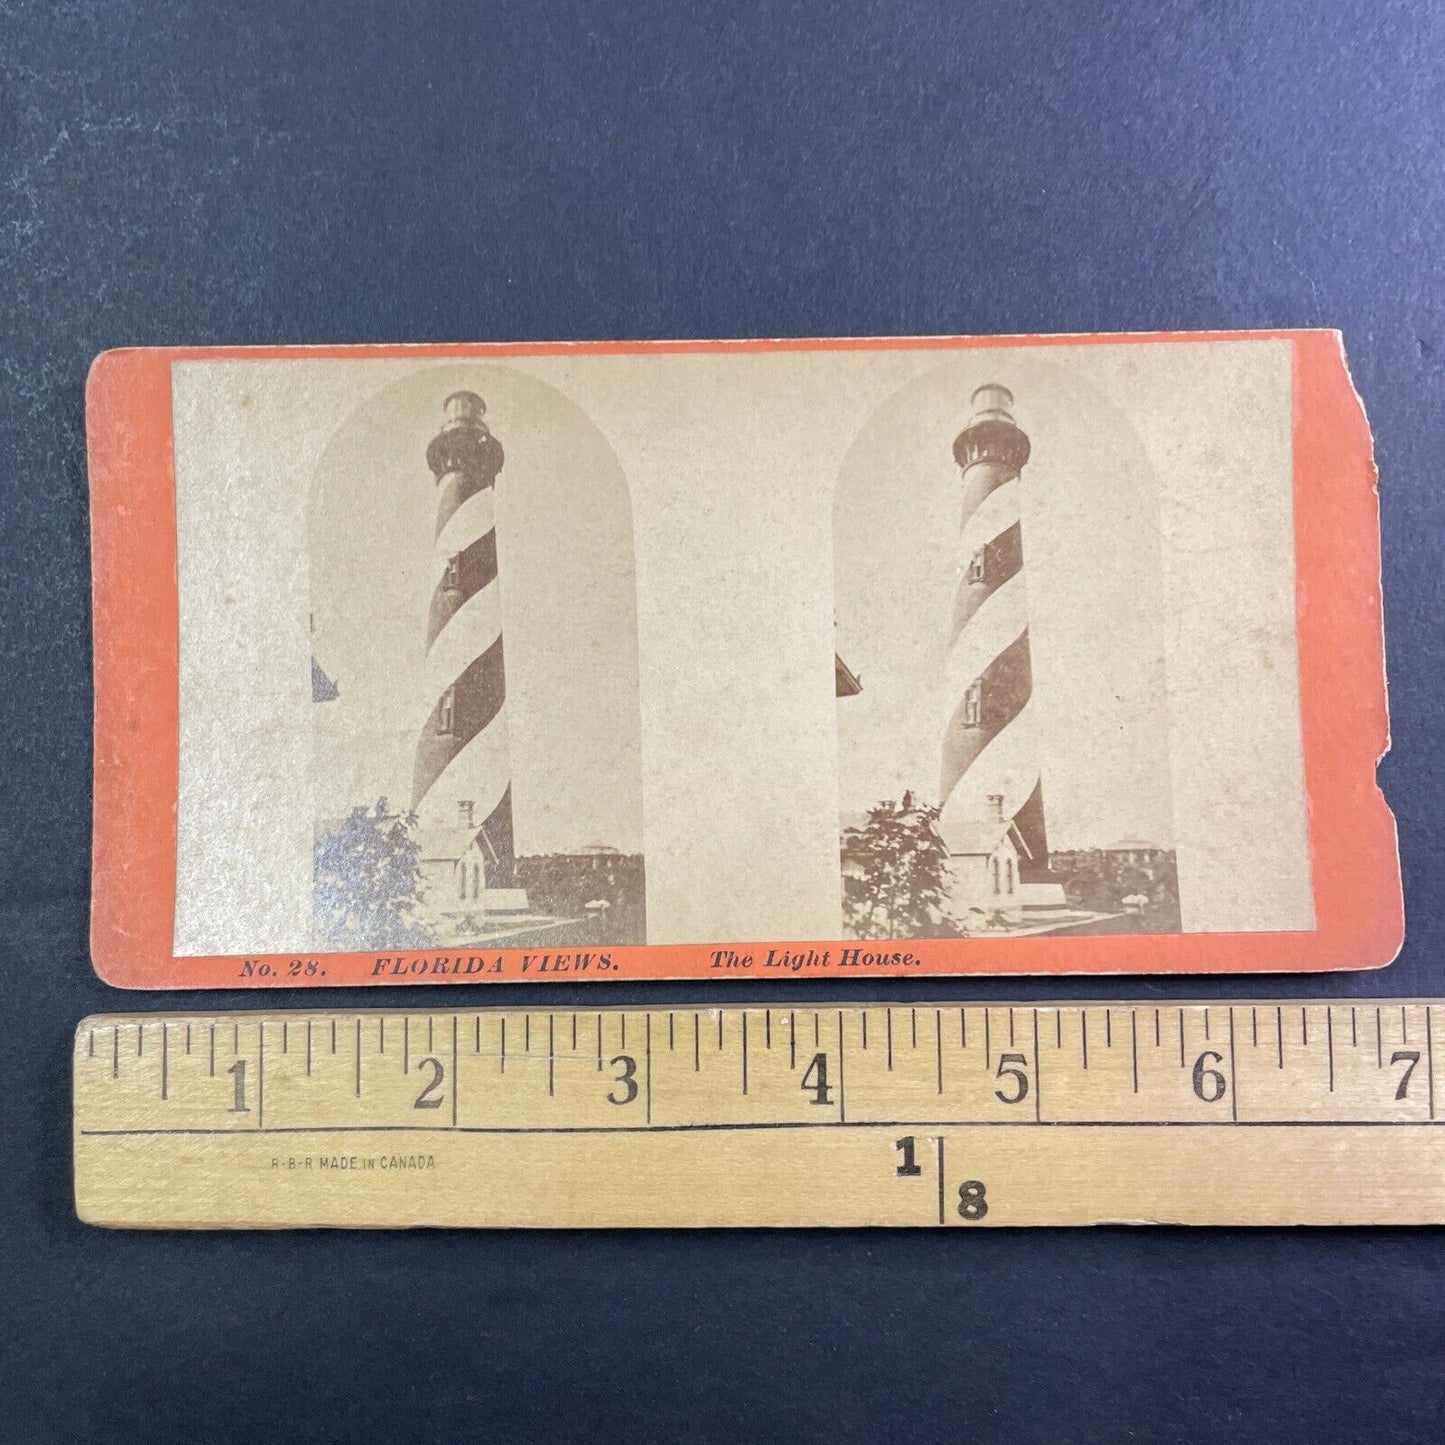 No. 28. FLORIDA VIEWS. The Light House.
1 2 3 4 5 6 7
R-B-R MADE IN CANADA
1
8